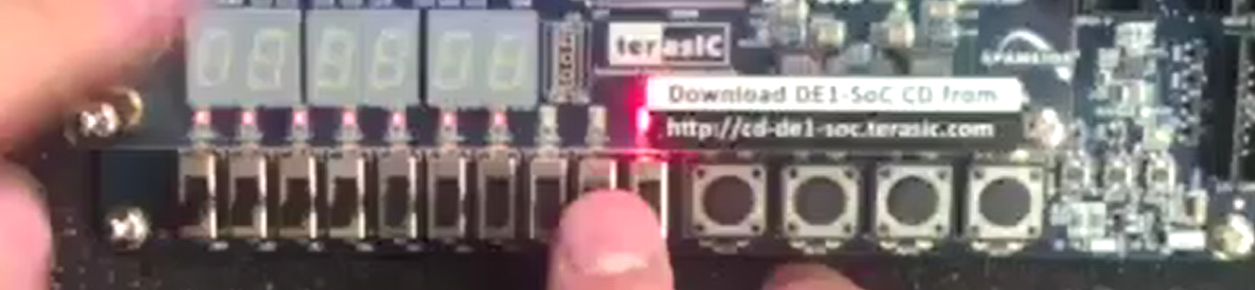 terasIC
Download DE1-SoC CD from
http://cd-de1-soc.terasic.com